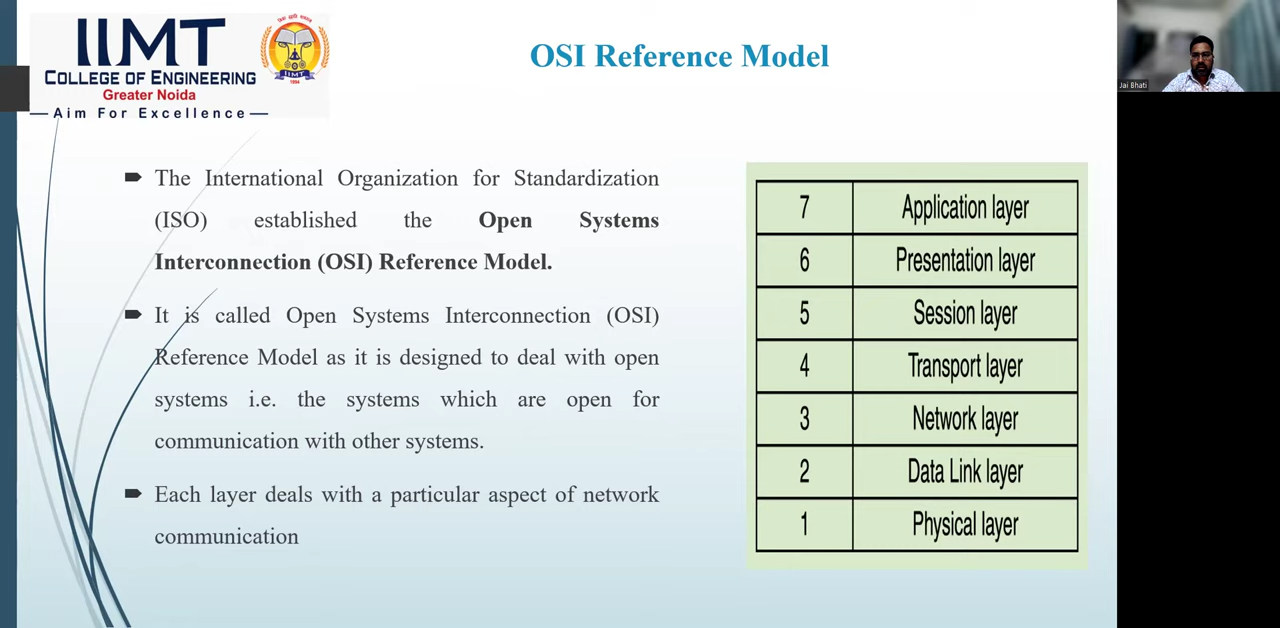 IIMT
COLLEGE OF ENGINEERING
Greater Noida
Aim For Excellence
IIMT
1994
OSI Reference Model
Jai Bhati
The International Organization for Standardization
(ISO) established the Open Systems
Interconnection (OSI) Reference Model.
It is called Open Systems Interconnection (OSI)
Reference Model as it is designed to deal with open
systems i.e. the systems which are open for
communication with other systems.
Each layer deals with a particular aspect of network
communication
7 Application layer
6 Presentation layer
5 Session layer
4 Transport layer
3 Network layer
2 Data Link layer
1 Physical layer